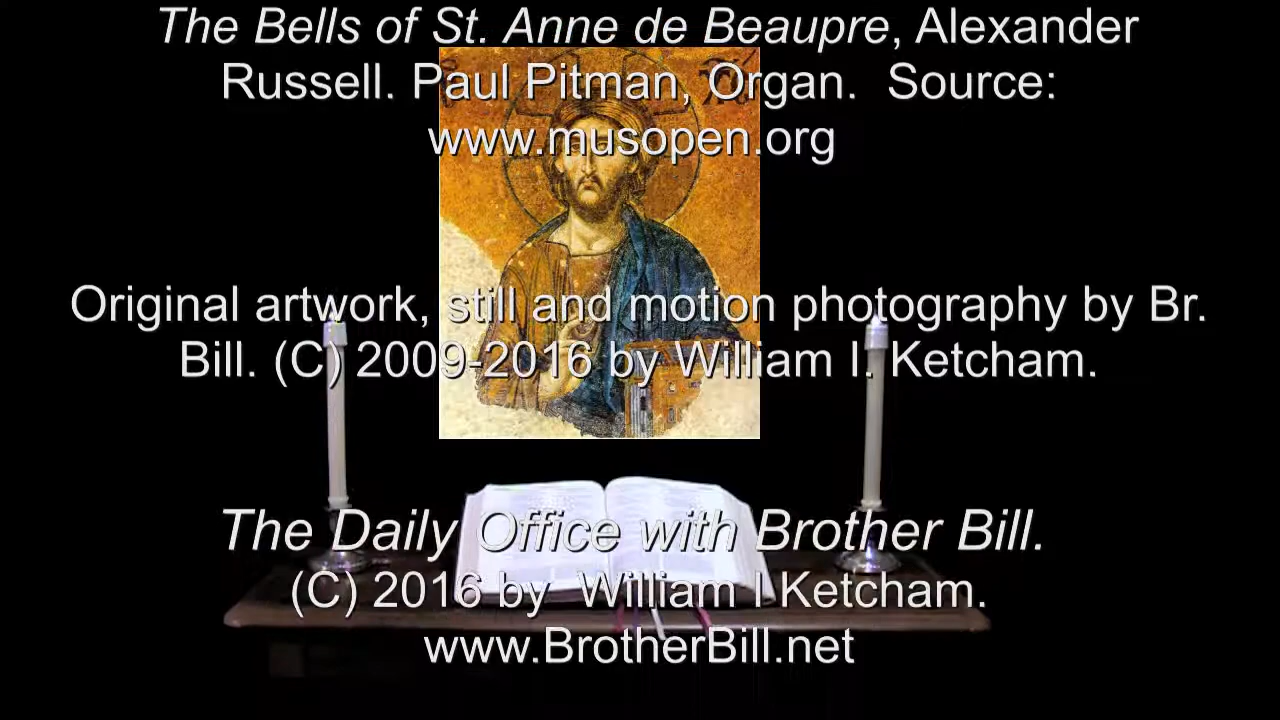 The Bells of St. Anne de Beaupre, Alexander
Russell. Paul Pitman, Organ.  Source:
www.musopen.org
Original artwork, still and motion photography by Br.
Bill. (C) 2009-2016 by William I. Ketcham.
The Daily Office with Brother Bill.
(C) 2016 by  William I Ketcham.
www.BrotherBill.net